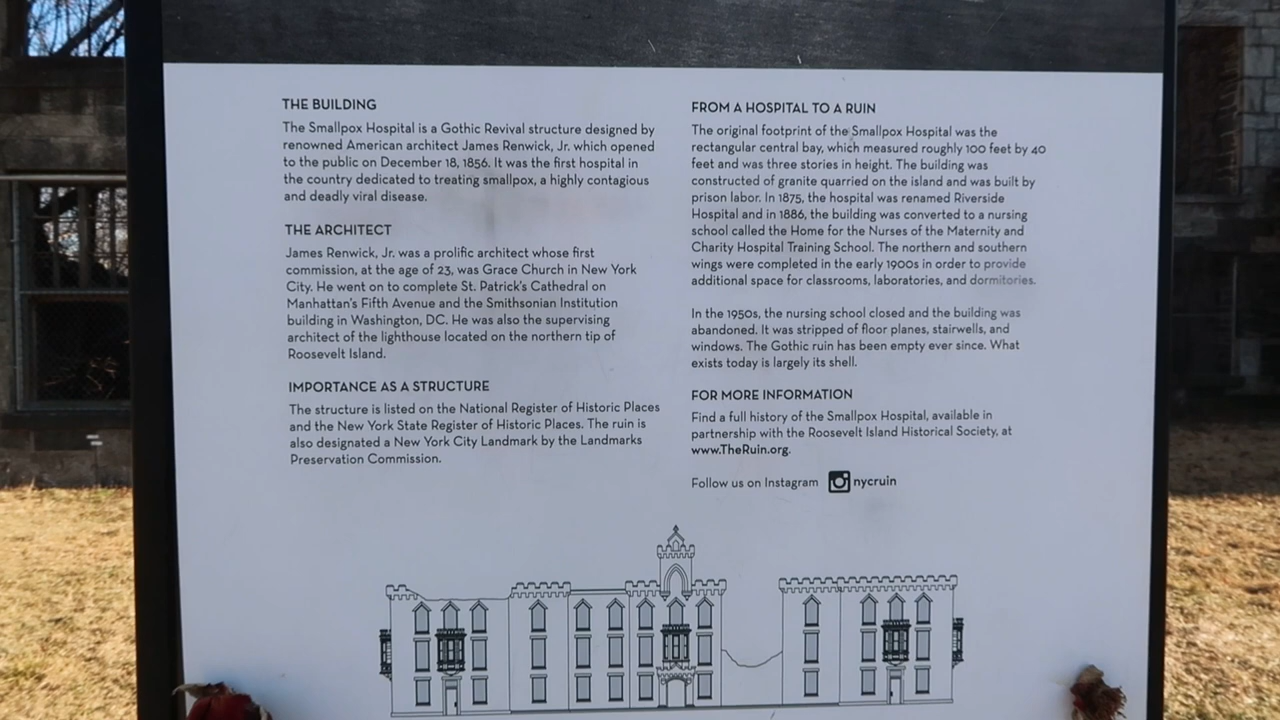 THE BUILDING
The Smallpox Hospital is a Gothic Revival structure designed by
renowned American architect James Renwick, Jr. which opened
to the public on December 18, 1856. It was the first hospital in
the country dedicated to treating smallpox, a highly contagious
and deadly viral disease.
THE ARCHITECT
James Renwick, Jr. was a prolific architect whose first
commission, at the age of 23, was Grace Church in New York
City. He went on to complete St. Patrick's Cathedral on
Manhattan's Fifth Avenue and the Smithsonian Institution
building in Washington, DC. He was also the supervising
architect of the lighthouse located on the northern tip of
Roosevelt Island.
IMPORTANCE AS A STRUCTURE
The structure is listed on the National Register of Historic Places
and the New York State Register of Historic Places. The ruin is
also designated a New York City Landmark by the Landmarks
Preservation Commission.
FROM A HOSPITAL TO A RUIN
The original footprint of the Smallpox Hospital was the
rectangular central bay, which measured roughly 100 feet by 40
feet and was three stories in height. The building was
constructed of granite quarried on the island and was built by
prison labor. In 1875, the hospital was renamed Riverside
Hospital and in 1886, the building was converted to a nursing
school called the Home for the Nurses of the Maternity and
Charity Hospital Training School. The northern and southern
wings were completed in the early 1900s in order to provide
additional space for classrooms, laboratories, and dormitories.
In the 1950s, the nursing school closed and the building was
abandoned. It was stripped of floor planes, stairwells, and
windows. The Gothic ruin has been empty ever since. What
exists today is largely its shell.
FOR MORE INFORMATION
Find a full history of the Smallpox Hospital, available in
partnership with the Roosevelt Island Historical Society, at
www.TheRuin.org.
Follow us on Instagram nycruin